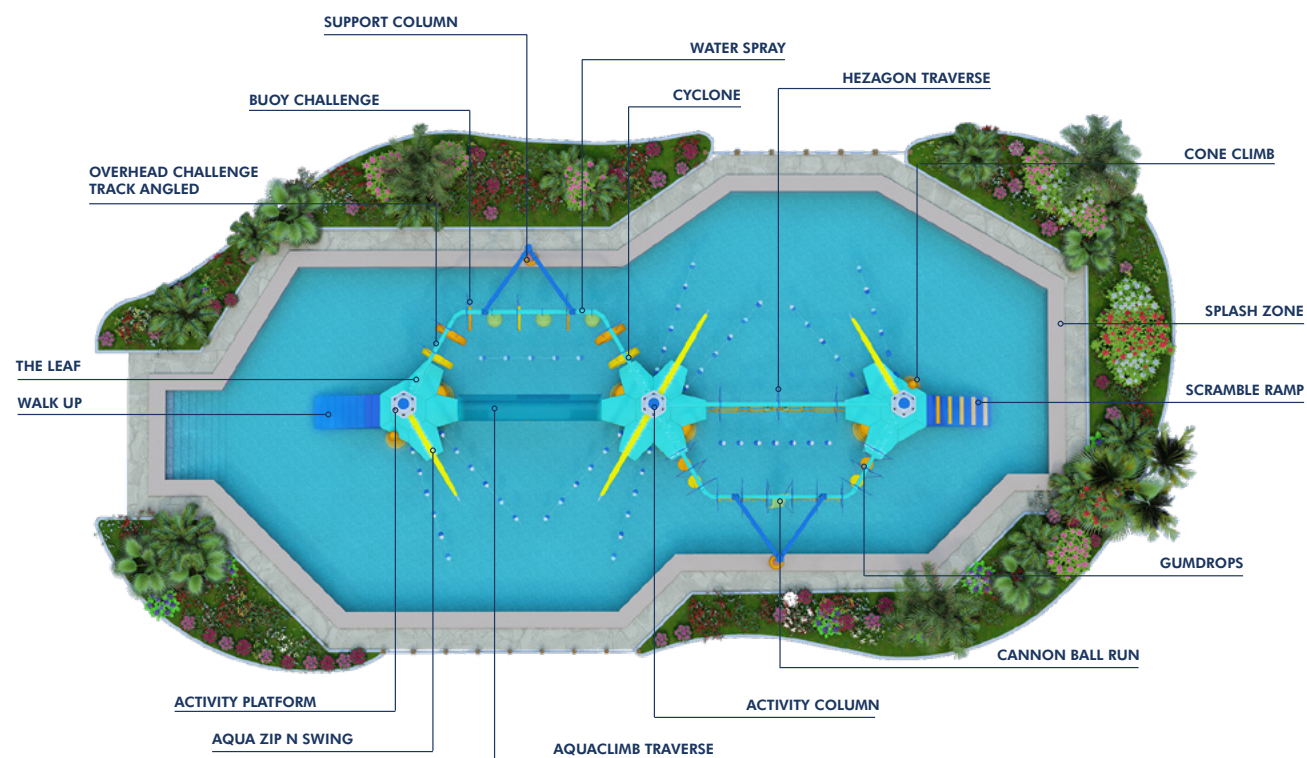 SUPPORT COLUMN
WATER SPRAY
HEZAGON TRAVERSE
BUOY CHALLENGE
CYCLONE
CONE CLIMB
OVERHEAD CHALLENGE
TRACK ANGLED
SPLASH ZONE
THE LEAF
SCRAMBLE RAMP
WALK UP
GUMDROPS
CANNON BALL RUN
ACTIVITY PLATFORM
ACTIVITY COLUMN
AQUA ZIP N SWING
AQUACLIMB TRAVERSE